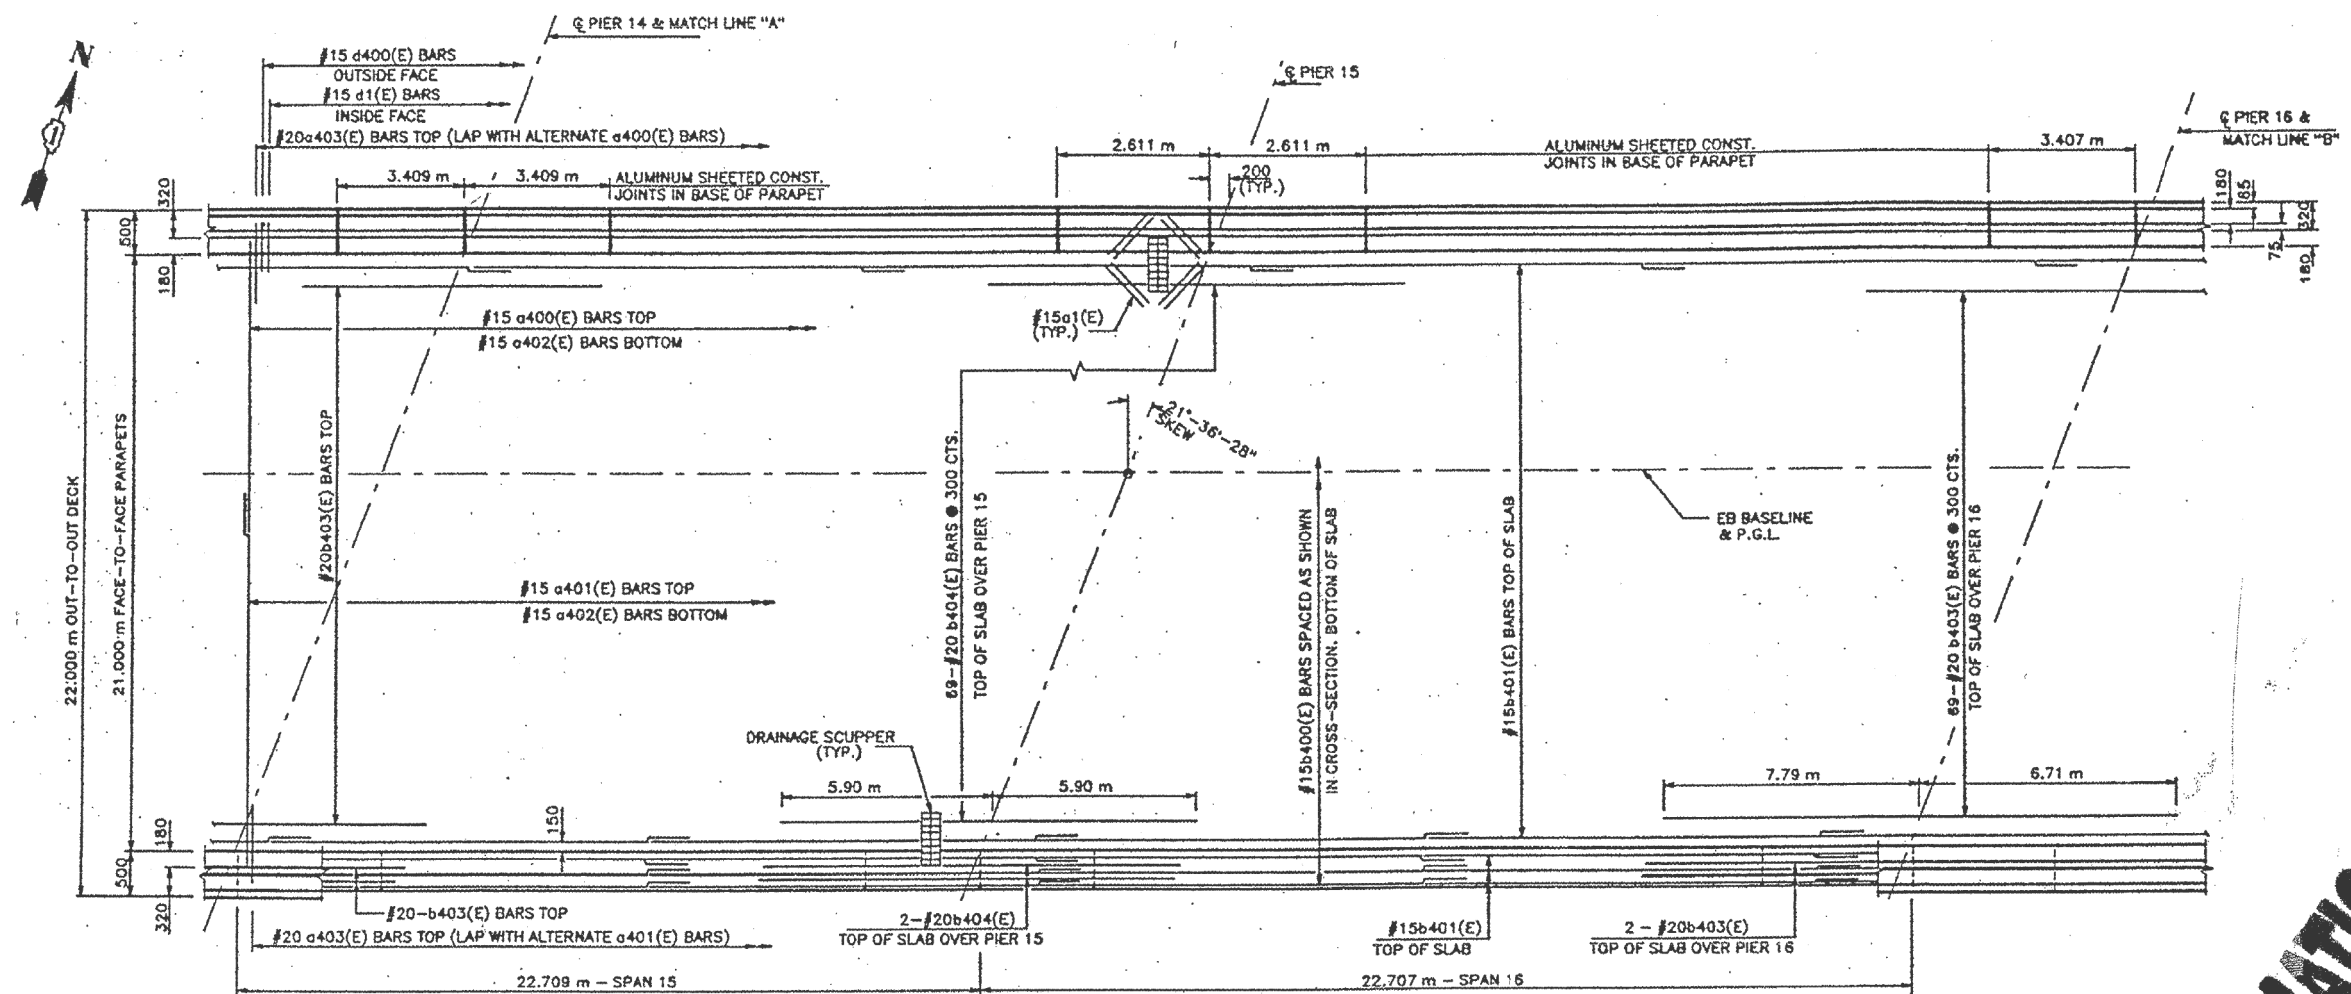 N
℄ PIER 14 & MATCH LINE "A"
#15 d400(E) BARS
OUTSIDE FACE
#15 d1(E) BARS
INSIDE FACE
#20a403(E) BARS TOP (LAP WITH ALTERNATE a400(E) BARS)
℄ PIER 15
℄ PIER 16 &
MATCH LINE "B"
3.409 m
3.409 m
ALUMINUM SHEETED CONST.
JOINTS IN BASE OF PARAPET
2.611 m
2.611 m
200
(TYP.)
ALUMINUM SHEETED CONST.
JOINTS IN BASE OF PARAPET
3.407 m
320
500
180
180
85
320
75
180
#15 a400(E) BARS TOP
#15 a402(E) BARS BOTTOM
#15a1(E)
(TYP.)
21°-36'-28"
SKEW
22.000 m OUT-TO-OUT DECK
21.000 m FACE-TO-FACE PARAPETS
#20b403(E) BARS TOP
#15 a401(E) BARS TOP
#15 a402(E) BARS BOTTOM
69-#20 b404(E) BARS @ 300 CTS.
TOP OF SLAB OVER PIER 15
#15b400(E) BARS SPACED AS SHOWN
IN CROSS-SECTION. BOTTOM OF SLAB
#15b401(E) BARS TOP OF SLAB
EB BASELINE
& P.G.L.
69-#20 b403(E) BARS @ 300 CTS.
TOP OF SLAB OVER PIER 16
DRAINAGE SCUPPER
(TYP.)
5.90 m
5.90 m
7.79 m
6.71 m
180
150
500
320
#20-b403(E) BARS TOP
#20 a403(E) BARS TOP (LAP WITH ALTERNATE a401(E) BARS)
2-#20b404(E)
TOP OF SLAB OVER PIER 15
#15b401(E)
TOP OF SLAB
2 - #20b403(E)
TOP OF SLAB OVER PIER 16
22.709 m - SPAN 15
22.707 m - SPAN 16